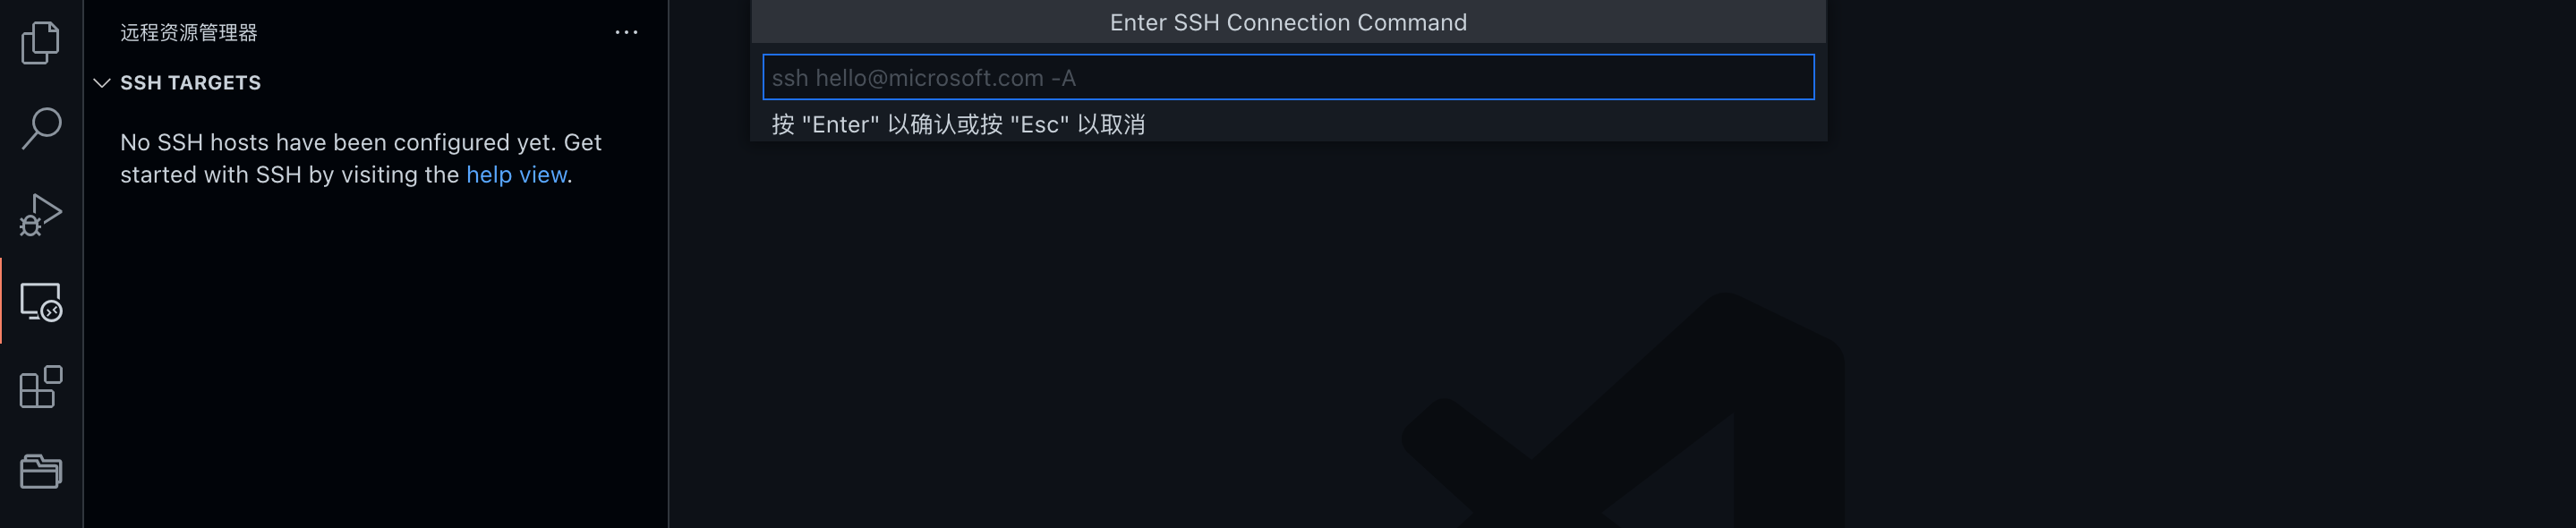 远程资源管理器
SSH TARGETS
No SSH hosts have been configured yet. Get
started with SSH by visiting the help view.
Enter SSH Connection Command
ssh hello@microsoft.com -A
按 "Enter" 以确认或按 "Esc" 以取消